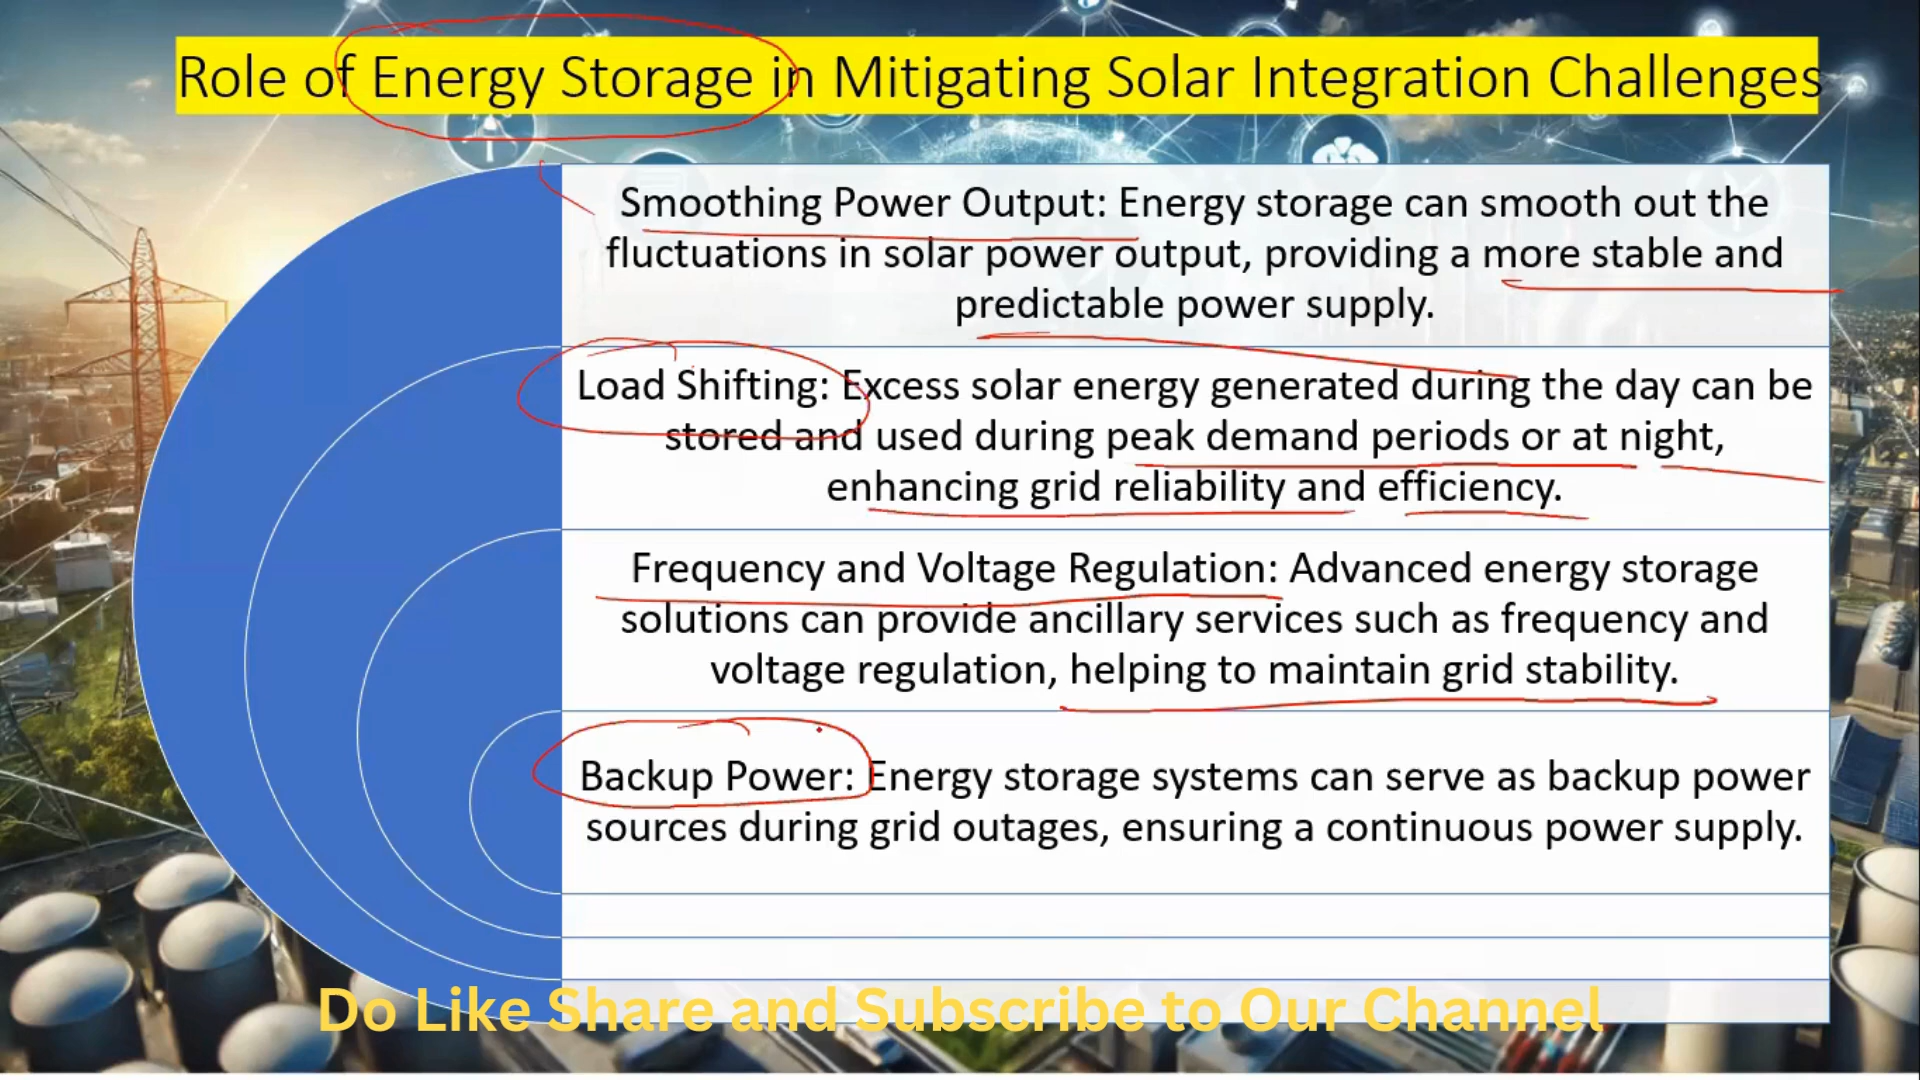 Role of Energy Storage in Mitigating Solar Integration Challenges
Smoothing Power Output: Energy storage can smooth out the
fluctuations in solar power output, providing a more stable and
predictable power supply.
Load Shifting: Excess solar energy generated during the day can be
stored and used during peak demand periods or at night,
enhancing grid reliability and efficiency.
Frequency and Voltage Regulation: Advanced energy storage
solutions can provide ancillary services such as frequency and
voltage regulation, helping to maintain grid stability.
Backup Power: Energy storage systems can serve as backup power
sources during grid outages, ensuring a continuous power supply.
Do Like Share and Subscribe to Our Channel